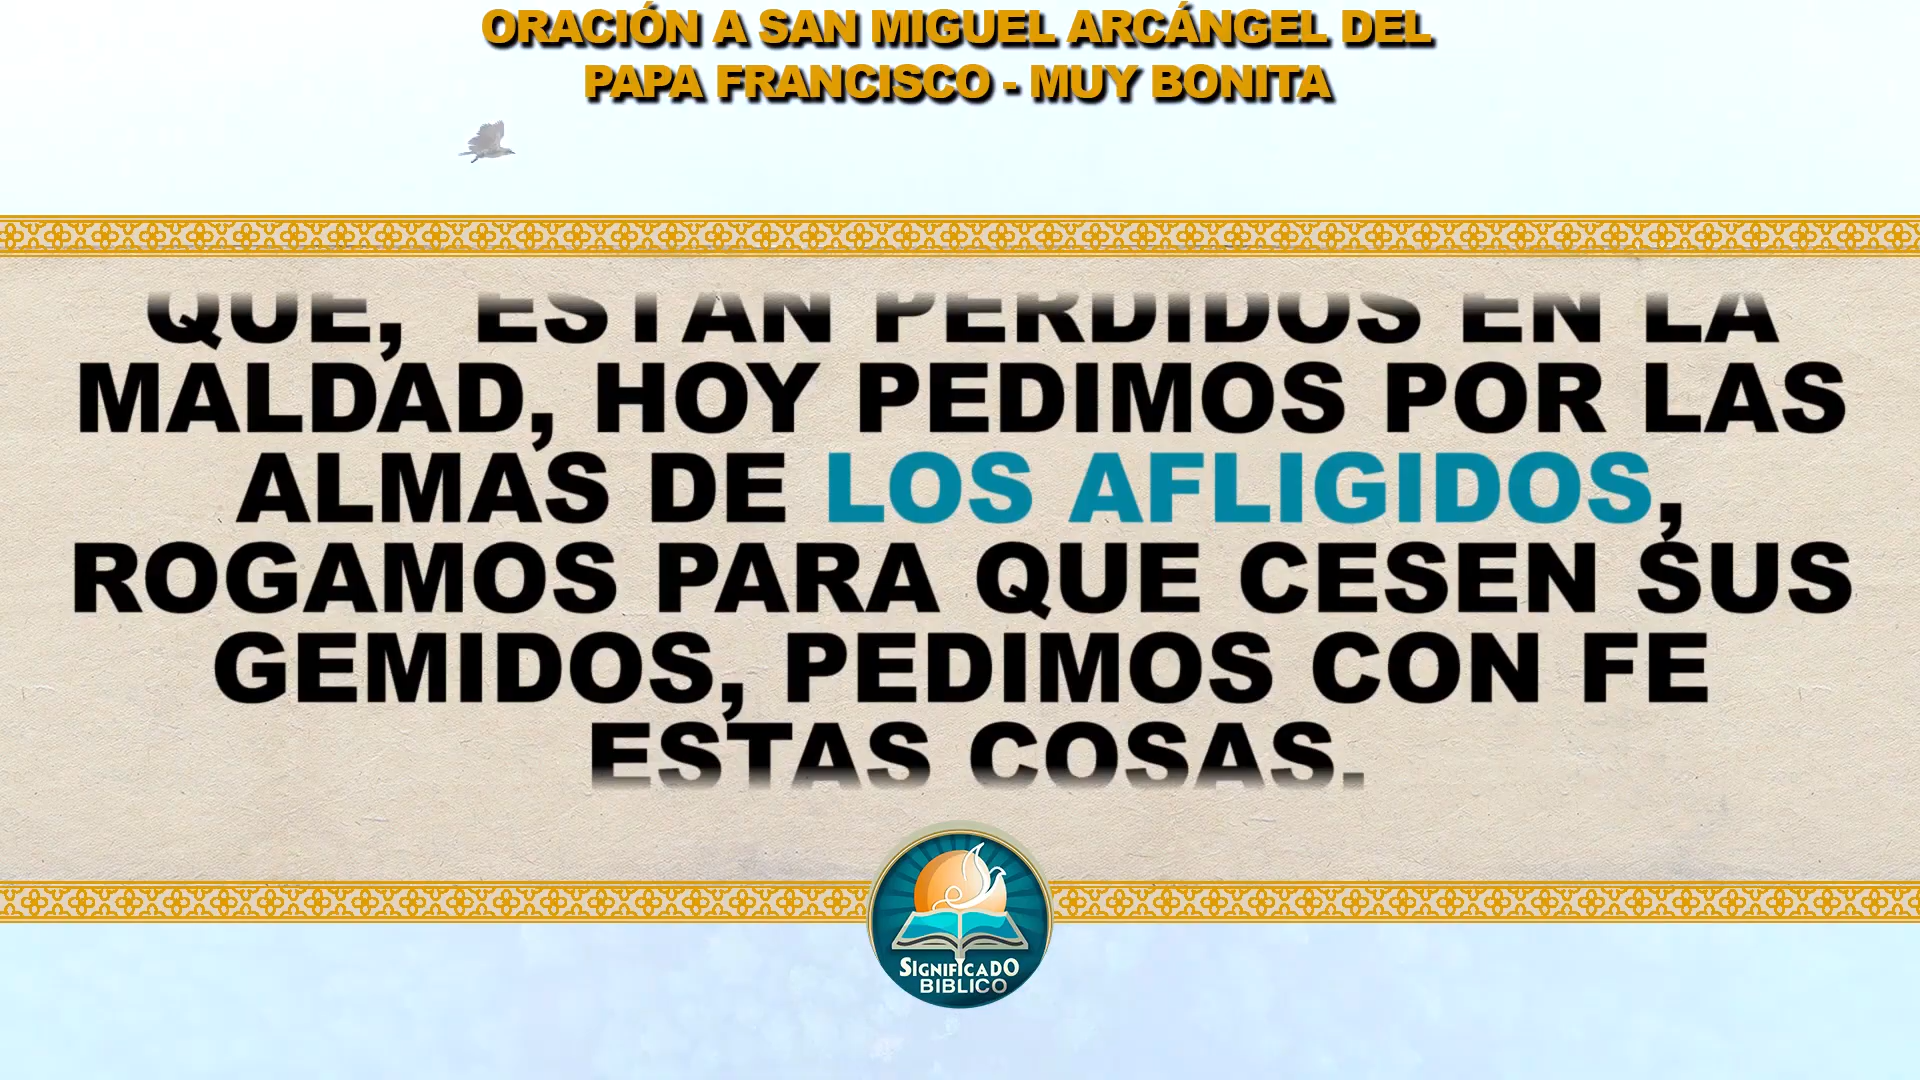 ORACIÓN A SAN MIGUEL ARCÁNGEL DEL
PAPA FRANCISCO - MUY BONITA
QUE, ESTÁN PERDIDOS EN LA
MALDAD, HOY PEDIMOS POR LAS
ALMAS DE LOS AFLIGIDOS,
ROGAMOS PARA QUE CESEN SUS
GEMIDOS, PEDIMOS CON FE
ESTAS COSAS.
SIGNIFICADO
BIBLICO